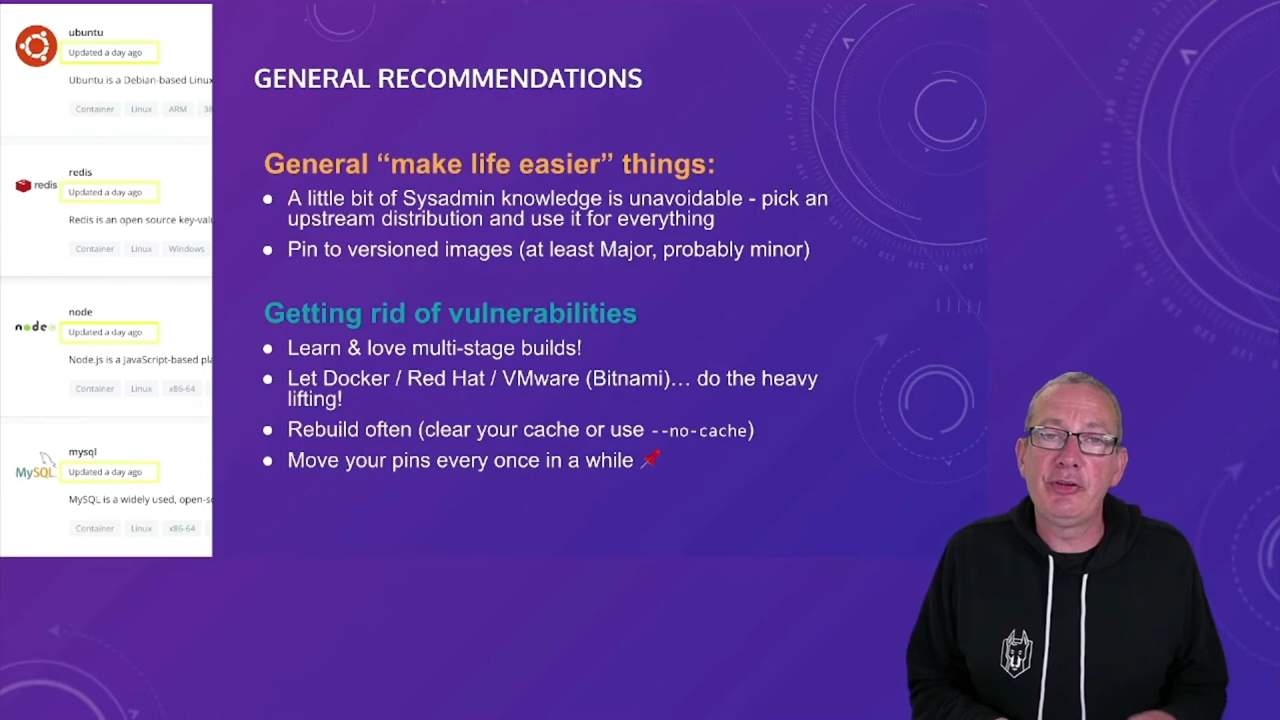 ubuntu
Updated a day ago
Ubuntu is a Debian-based Linux
Container Linux ARM
redis
redis
Updated a day ago
Redis is an open source key-valu
Container Linux Windows
node
node
Updated a day ago
Node.js is a JavaScript-based pla
Container Linux x86-64
mysql
MySQL
Updated a day ago
MySQL is a widely used, open-so
Container Linux x86-64
GENERAL RECOMMENDATIONS
General “make life easier” things:
● A little bit of Sysadmin knowledge is unavoidable - pick an
upstream distribution and use it for everything
● Pin to versioned images (at least Major, probably minor)
Getting rid of vulnerabilities
● Learn & love multi-stage builds!
● Let Docker / Red Hat / VMware (Bitnami)… do the heavy
lifting!
● Rebuild often (clear your cache or use --no-cache)
● Move your pins every once in a while 📌